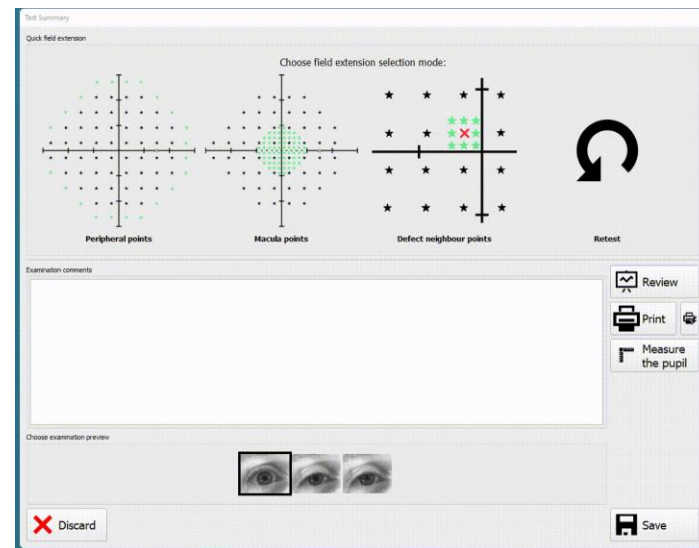 Test Summary
Quick field extension
Choose field extension selection mode:
Peripheral points
Macula points
Defect neighbour points
Retest
Examination comments
Review
Print
Measure
the pupil
Choose examination preview
Discard
Save